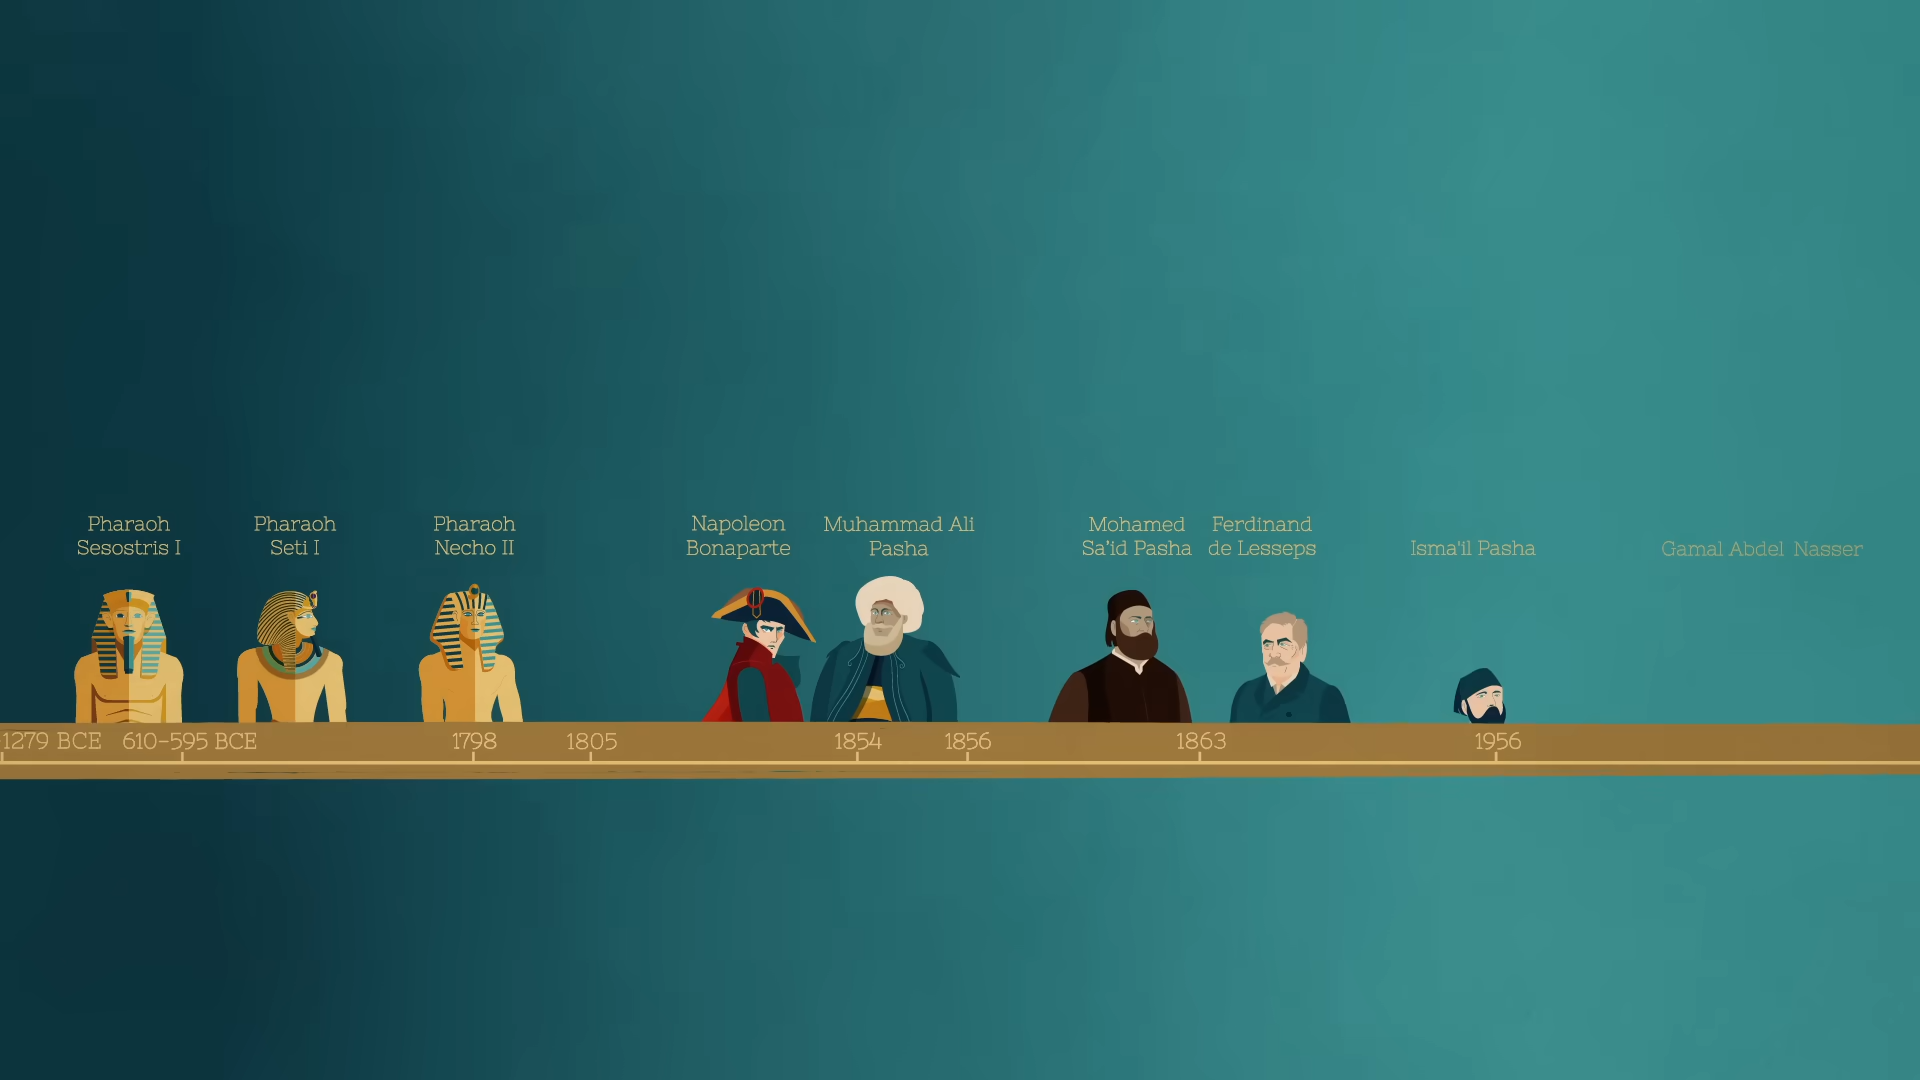 Pharaoh
Sesostris I
Pharaoh
Seti I
Pharaoh
Necho II
Napoleon
Bonaparte
Muhammad Ali
Pasha
Mohamed
Sa'id Pasha
Ferdinand
de Lesseps
Isma'il Pasha
Gamal Abdel Nasser
-1279 BCE 610-595 BCE 1798 1805 1854 1856 1863 1956